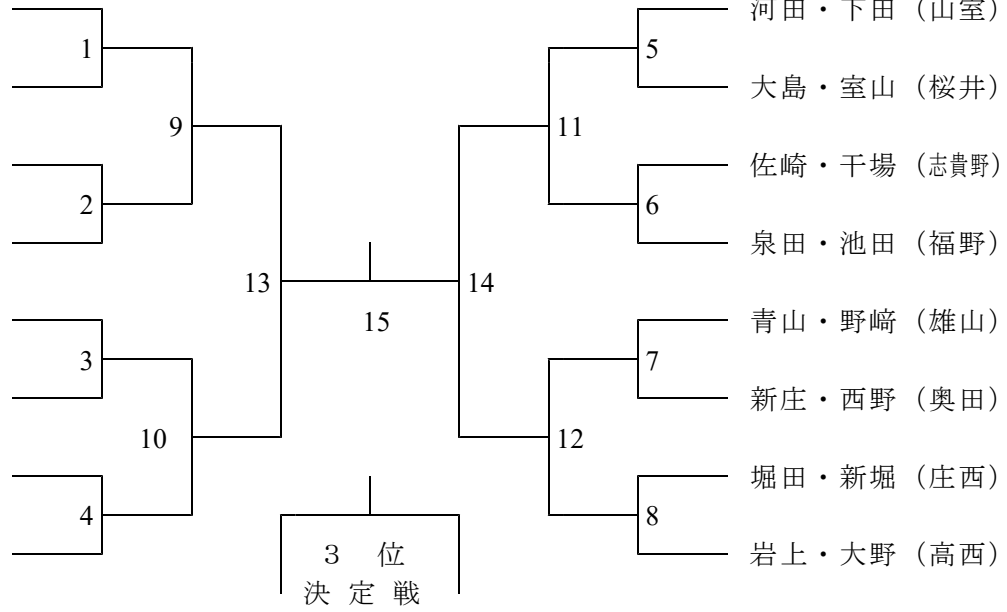 河田・下田（山室）
1
5
大島・室山（桜井）
9
11
佐崎・干場（志貴野）
2
6
泉田・池田（福野）
13
14
15
青山・野﨑（雄山）
3
7
新庄・西野（奥田）
10
12
堀田・新堀（庄西）
4
8
３ 位
岩上・大野（高西）
決 定 戦